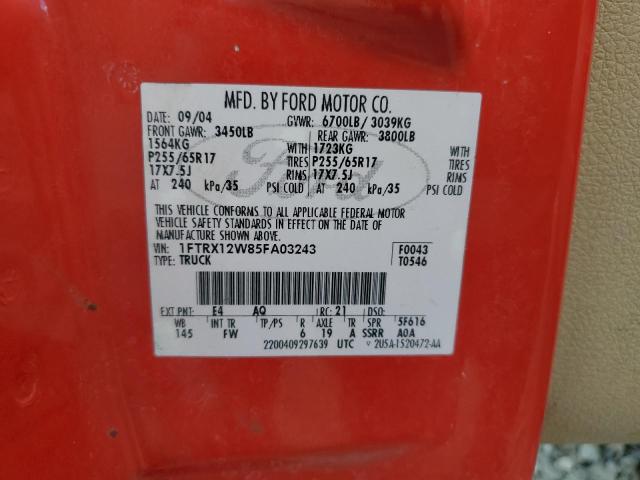 MFD. BY FORD MOTOR CO.
DATE: 09/04 GVWR: 6700LB/ 3039KG
FRONT GAWR: 3450LB REAR GAWR: 3800LB
1564KG WITH 1723KG WITH
P255/65R17 TIRES P255/65R17 TIRES
17X7.5J RIMS 17X7.5J RIMS
AT 240 kPa/35 PSI COLD AT 240 kPa/35 PSI COLD
THIS VEHICLE CONFORMS TO ALL APPLICABLE FEDERAL MOTOR
VEHICLE SAFETY STANDARDS IN EFFECT ON THE DATE OF
MANUFACTURE SHOWN ABOVE.
VIN: 1FTRX12W85FA03243 F0043
TYPE: TRUCK T0546
EXT PNT: E4 AQ RC: 21 DSO:
WB INT TR TP/PS R AXLE TR SPR 5F616
145 FW 6 19 A SSRR A0A
2200409297639 UTC 2U5A-1520472-AA
Ford